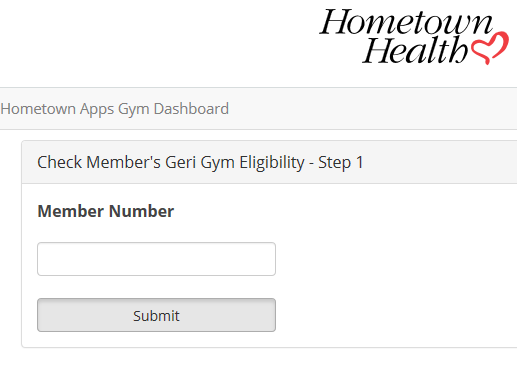 Hometown
Health
Hometown Apps Gym Dashboard
Check Member's Geri Gym Eligibility - Step 1
Member Number
Submit